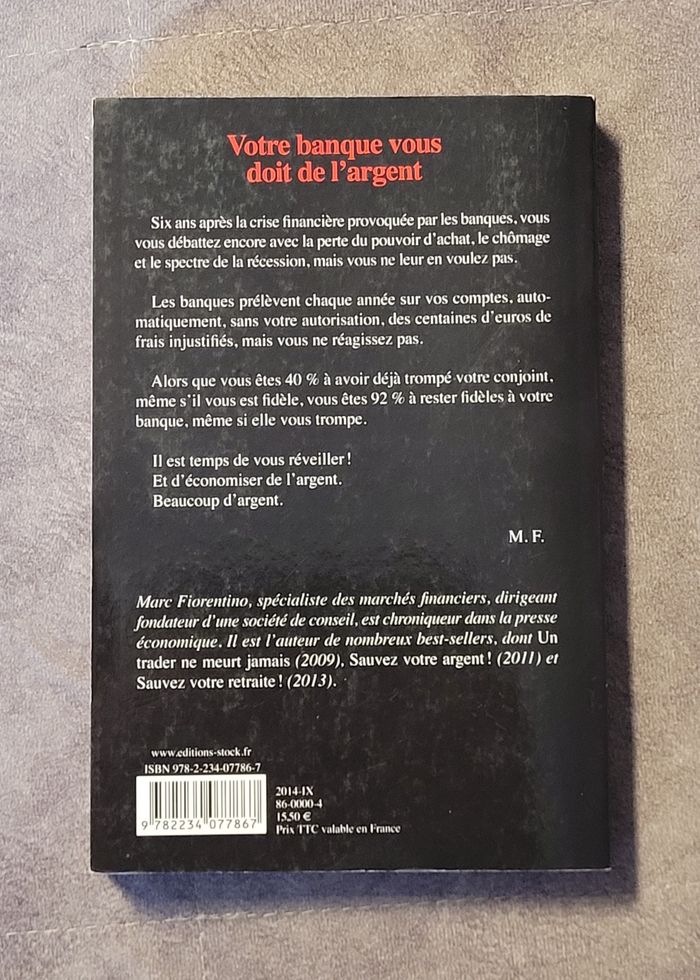 Votre banque vous
doit de l'argent
Six ans après la crise financière provoquée par les banques, vous
vous débattez encore avec la perte du pouvoir d'achat, le chômage
et le spectre de la récession, mais vous ne leur en voulez pas.
Les banques prélèvent chaque année sur vos comptes, auto-
matiquement, sans votre autorisation, des centaines d'euros de
frais injustifiés, mais vous ne réagissez pas.
Alors que vous êtes 40 % à avoir déjà trompé votre conjoint,
même s'il vous est fidèle, vous êtes 92 % à rester fidèles à votre
banque, même si elle vous trompe.
Il est temps de vous réveiller !
Et d'économiser de l'argent.
Beaucoup d'argent.
M. F.
Marc Fiorentino, spécialiste des marchés financiers, dirigeant
fondateur d'une société de conseil, est chroniqueur dans la presse
économique. Il est l'auteur de nombreux best-sellers, dont Un
trader ne meurt jamais (2009), Sauvez votre argent ! (2011) et
Sauvez votre retraite ! (2013).
www.editions-stock.fr
ISBN 978-2-234-07786-7
9 782234 077867
2014-IX
86-0000-4
15,50 €
Prix TTC valable en France